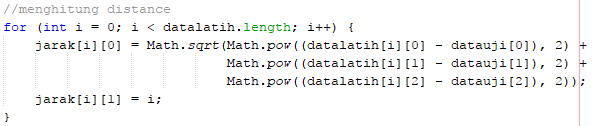 //menghitung distance
for (int i = 0; i < datalatih.length; i++) {
    jarak[i][0] = Math.sqrt(Math.pow((datalatih[i][0] - datauji[0]), 2) +
                            Math.pow((datalatih[i][1] - datauji[1]), 2) +
                            Math.pow((datalatih[i][2] - datauji[2]), 2));
    jarak[i][1] = i;
}